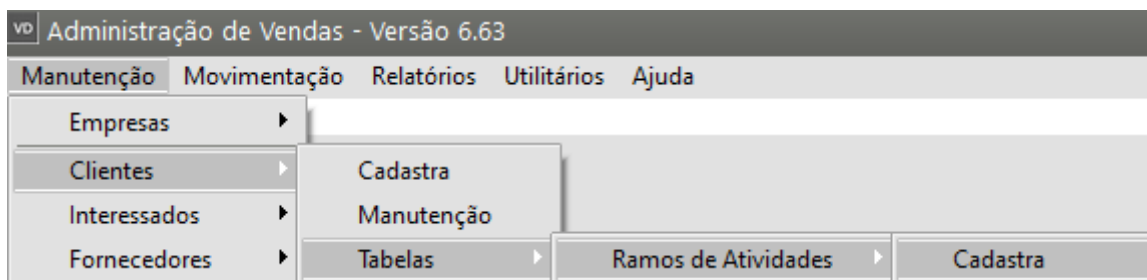 VD Administração de Vendas - Versão 6.63
Manutenção Movimentação Relatórios Utilitários Ajuda
Empresas
Clientes Cadastra
Interessados Manutenção
Fornecedores Tabelas Ramos de Atividades Cadastra